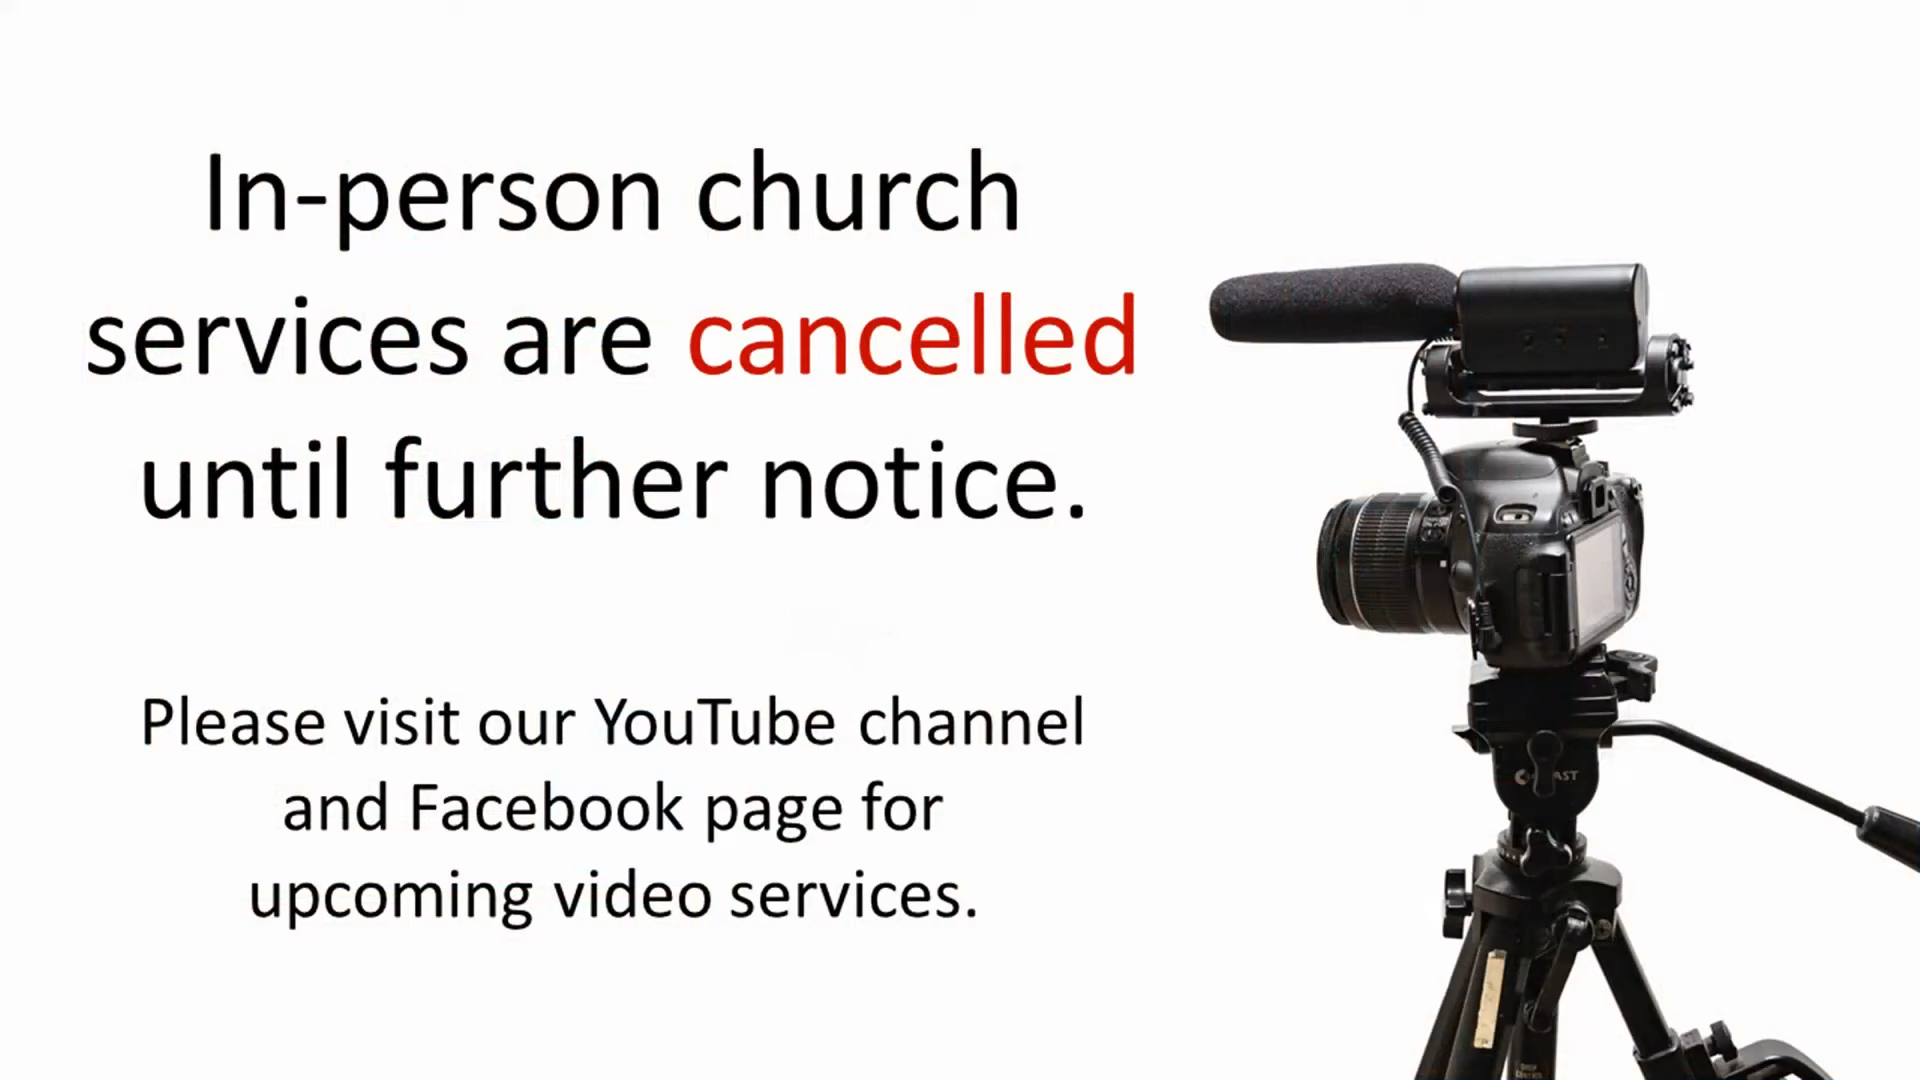 In-person church
services are cancelled
until further notice.
Please visit our YouTube channel
and Facebook page for
upcoming video services.